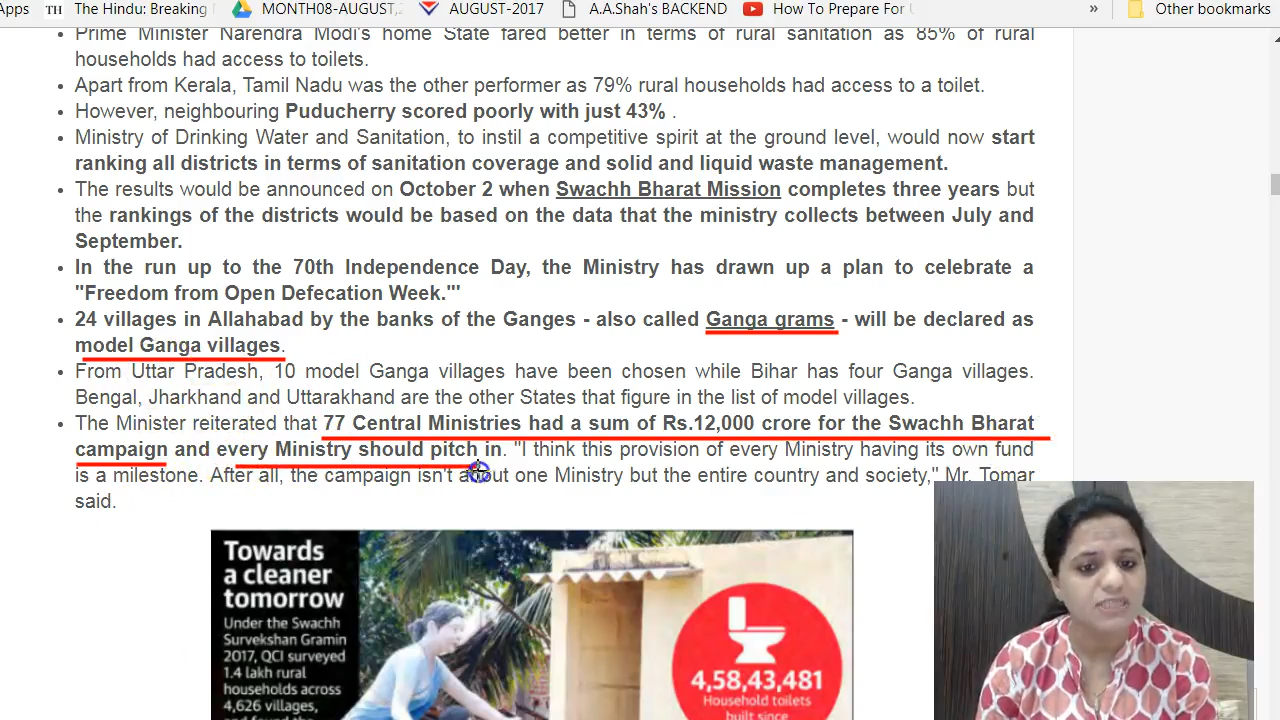 Apps
TH The Hindu: Breaking
MONTH08-AUGUST,
AUGUST-2017
A.A.Shah's BACKEND
How To Prepare For
»
Other bookmarks
Prime Minister Narendra Modi's home State fared better in terms of rural sanitation as 85% of rural
households had access to toilets.
Apart from Kerala, Tamil Nadu was the other performer as 79% rural households had access to a toilet.
However, neighbouring Puducherry scored poorly with just 43% .
Ministry of Drinking Water and Sanitation, to instil a competitive spirit at the ground level, would now start
ranking all districts in terms of sanitation coverage and solid and liquid waste management.
The results would be announced on October 2 when Swachh Bharat Mission completes three years but
the rankings of the districts would be based on the data that the ministry collects between July and
September.
In the run up to the 70th Independence Day, the Ministry has drawn up a plan to celebrate a
"Freedom from Open Defecation Week."'
24 villages in Allahabad by the banks of the Ganges - also called Ganga grams - will be declared as
model Ganga villages.
From Uttar Pradesh, 10 model Ganga villages have been chosen while Bihar has four Ganga villages.
Bengal, Jharkhand and Uttarakhand are the other States that figure in the list of model villages.
The Minister reiterated that 77 Central Ministries had a sum of Rs.12,000 crore for the Swachh Bharat
campaign and every Ministry should pitch in. "I think this provision of every Ministry having its own fund
is a milestone. After all, the campaign isn't about one Ministry but the entire country and society," Mr. Tomar
said.
Towards
a cleaner
tomorrow
Under the Swachh
Survekshan Gramin
2017, QCI surveyed
1.4 lakh rural
households across
4,626 villages,
and found the
4,58,43,481
Household toilets
built since